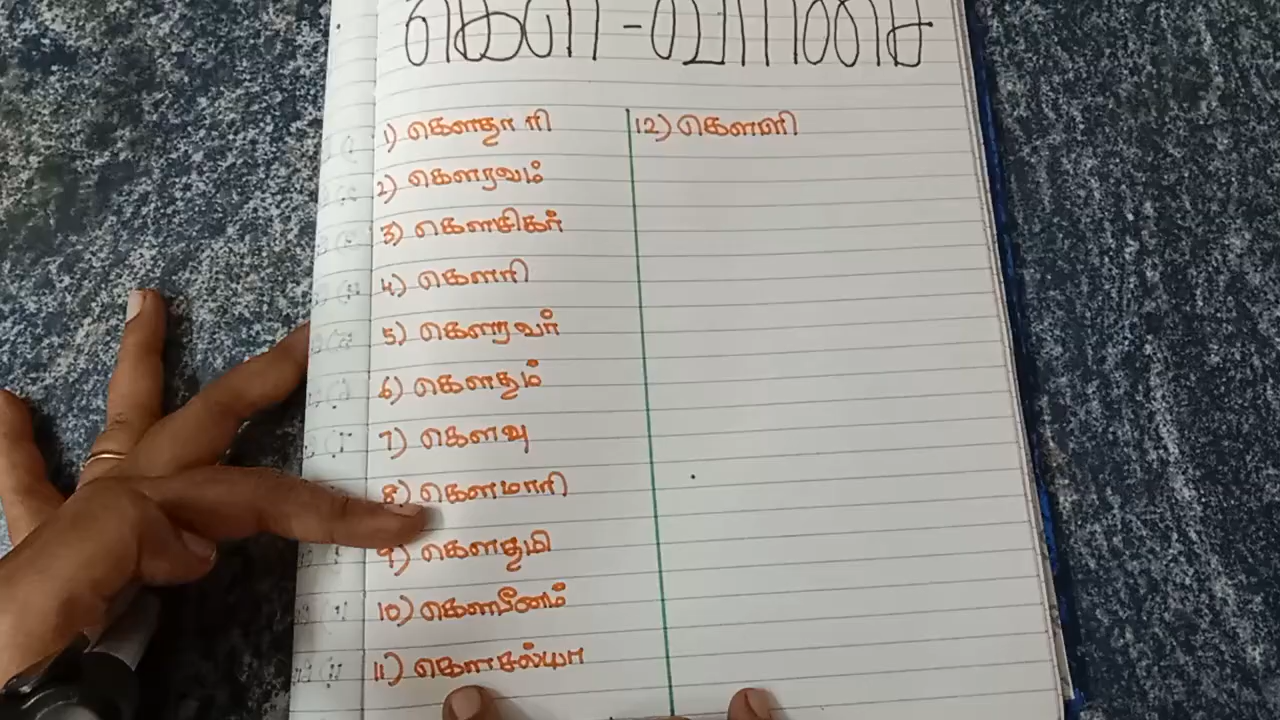 கௌ - வரிசை
1) கௌதாரி
2) கௌரவம்
3) கௌசிகர்
4) கௌரி
5) கௌரவர்
6) கௌதம்
7) கௌவு
8) கௌமாரி
9) கௌதமி
10) கௌபீனம்
11) கௌசல்யா
12) கௌளி